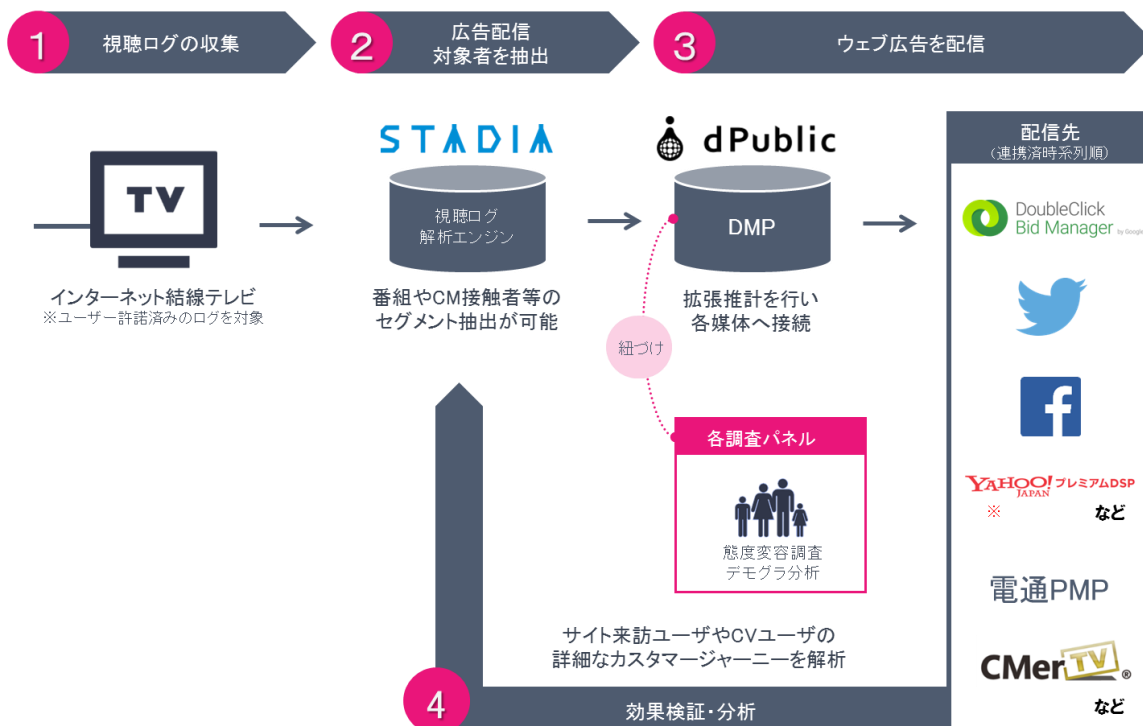 1
視聴ログの収集
2
広告配信
対象者を抽出
3
ウェブ広告を配信
TV
インターネット結線テレビ
※ユーザー許諾済みのログを対象
STADIA
視聴ログ
解析エンジン
番組やCM接触者等の
セグメント抽出が可能
dPublic
DMP
拡張推計を行い
各媒体へ接続
紐づけ
各調査パネル
態度変容調査
デモグラ分析
配信先
(連携済時系列順)
DoubleClick
Bid Manager by Google
f
YAHOO! プレミアムDSP
JAPAN
※ など
電通PMP
CMerTV®
など
サイト来訪ユーザやCVユーザの
詳細なカスタマージャーニーを解析
4
効果検証・分析